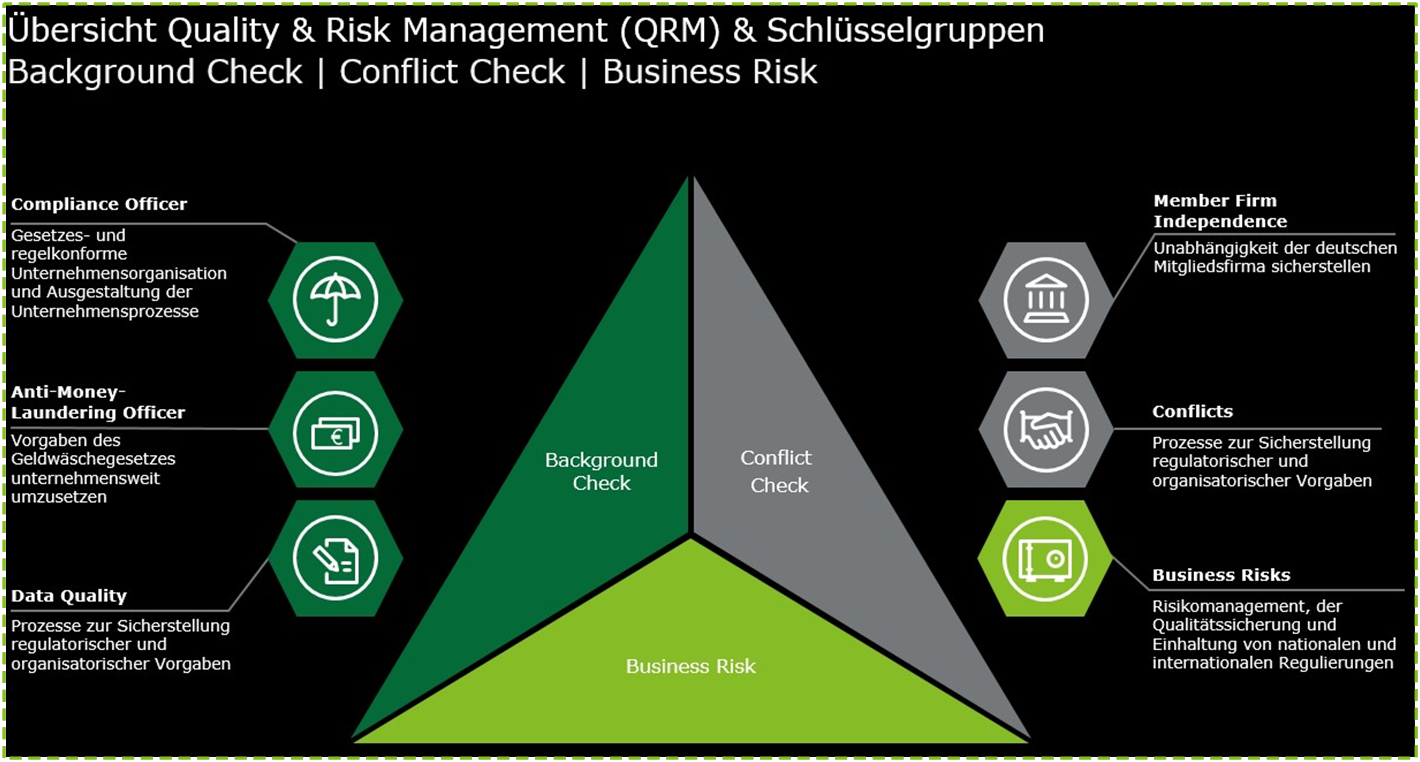 Übersicht Quality & Risk Management (QRM) & Schlüsselgruppen
Background Check | Conflict Check | Business Risk
Compliance Officer
Gesetzes- und
regelkonforme
Unternehmensorganisation
und Ausgestaltung der
Unternehmensprozesse
Anti-Money-
Laundering Officer
Vorgaben des
Geldwäschegesetzes
unternehmensweit
umzusetzen
Data Quality
Prozesse zur Sicherstellung
regulatorischer und
organisatorischer Vorgaben
€
Background
Check
Conflict
Check
Business Risk
Member Firm
Independence
Unabhängigkeit der deutschen
Mitgliedsfirma sicherstellen
Conflicts
Prozesse zur Sicherstellung
regulatorischer und
organisatorischer Vorgaben
Business Risks
Risikomanagement, der
Qualitätssicherung und
Einhaltung von nationalen und
internationalen Regulierungen